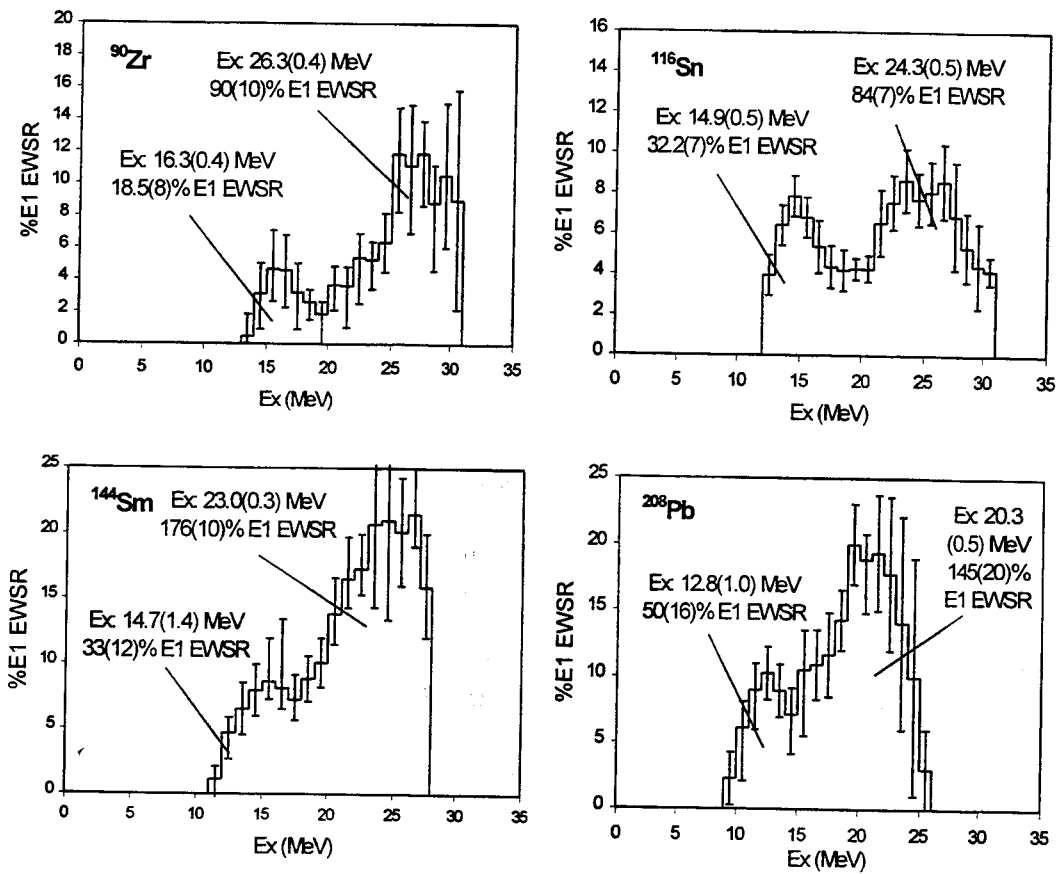 20
18
16
14
12
10
8
6
4
2
0
%E1 EWSR
⁹⁰Zr
Ex: 26.3(0.4) MeV
90(10)% E1 EWSR
Ex: 16.3(0.4) MeV
18.5(8)% E1 EWSR
0 5 10 15 20 25 30 35
Ex (MeV)
16
14
12
10
8
6
4
2
0
%E1 EWSR
¹¹⁶Sn
Ex: 24.3(0.5) MeV
84(7)% E1 EWSR
Ex: 14.9(0.5) MeV
32.2(7)% E1 EWSR
0 5 10 15 20 25 30 35
Ex (MeV)
25
20
15
10
5
0
%E1 EWSR
¹⁴⁴Sm
Ex: 23.0(0.3) MeV
176(10)% E1 EWSR
Ex: 14.7(1.4) MeV
33(12)% E1 EWSR
0 5 10 15 20 25 30 35
Ex (MeV)
25
20
15
10
5
0
%E1 EWSR
²⁰⁸Pb
Ex: 20.3
(0.5) MeV
145(20)%
E1 EWSR
Ex: 12.8(1.0) MeV
50(16)% E1 EWSR
0 5 10 15 20 25 30 35
Ex (MeV)